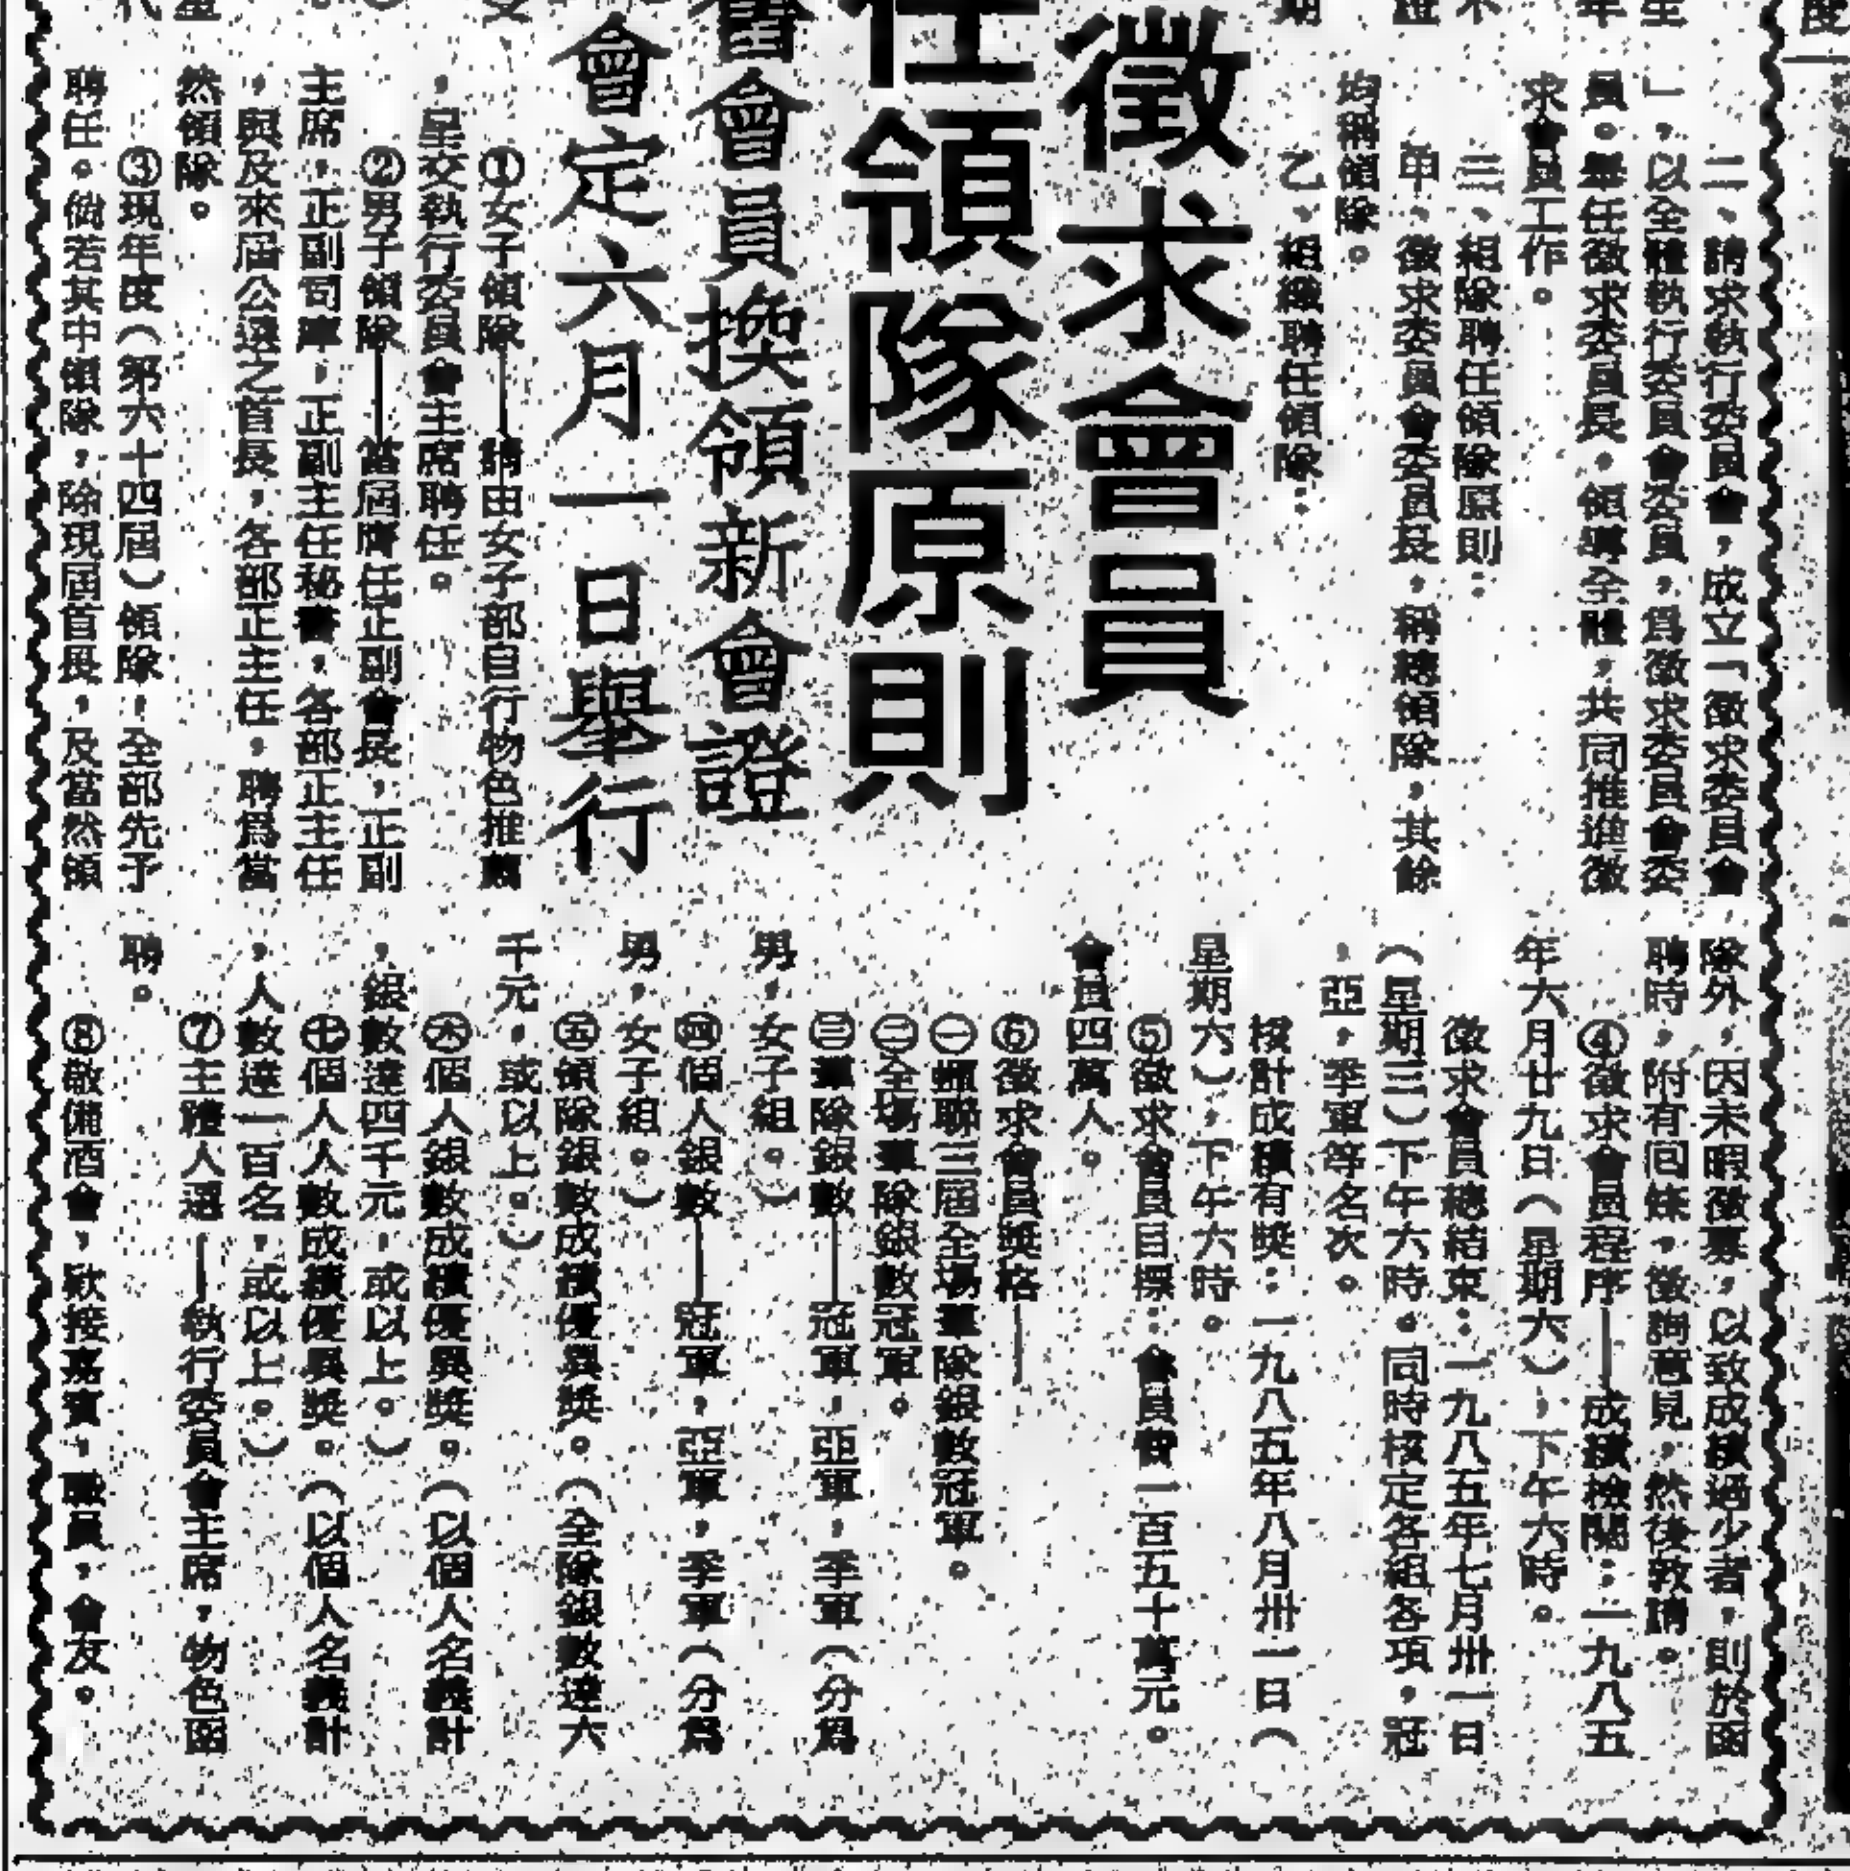 徵求會員
任領隊原則
舊會員換領新會證
會定六月一日舉行
二、請求執行委員會,成立「徵求委員會
」,以全體執行委員會委員,爲徵求委員會委
員。舉任徵求委員長,領導全體,共同推進徵
求會員工作。
三、組隊聘任領隊原則:
甲、徵求委員會委員長,稱總領隊,其餘
均稱領隊。
乙、組織聘任領隊:
①女子領隊——請由女子部自行物色推薦
,呈交執行委員會主席聘任。
②男子領隊——當屆膺任正副會長,正副
主席,正副司庫,正副主任秘書,各部正主任
,與及來屆公選之首長,各部正主任,聘爲當
然領隊。
③現年度(第六十四屆)領隊,全部先予
聘任。倘若其中領隊,除現屆首長,及當然領
隊外,因未暇徵募,以致成績過少者,則於函
聘時,附有回條,徵詢意見,然後敦請。
④徵求會員程序——成績檢閱:一九八五
年六月廿九日(星期六),下午六時。
徵求會員總結束:一九八五年七月卅一日
(星期三)下午六時。同時核定各組各項,冠
,亞,季軍等名次。
核計成績有獎:一九八五年八月卅一日(
星期六),下午六時。
⑤徵求會員目標:會員費一百五十萬元。
會員四萬人。
⑥徵求會員獎格——
㊀蟬聯三屆全場單隊銀數冠軍。
㊁全場單隊銀數冠軍。
㊂單隊銀數——冠軍,亞軍,季軍(分爲
男,女子組。)
㊃個人銀數——冠軍,亞軍,季軍(分爲
男,女子組。)
㊄領隊銀數成績優異獎。(全隊銀數達六
千元,或以上。)
㊅個人銀數成績優異獎。(以個人名義計
,銀數達四千元,或以上。)
㊆個人人數成績優異獎。(以個人名義計
,人數達一百名,或以上。)
⑦主禮人選——執行委員會主席,物色函
聘。
⑧敬備酒會,歡接嘉賓,職員,會友。